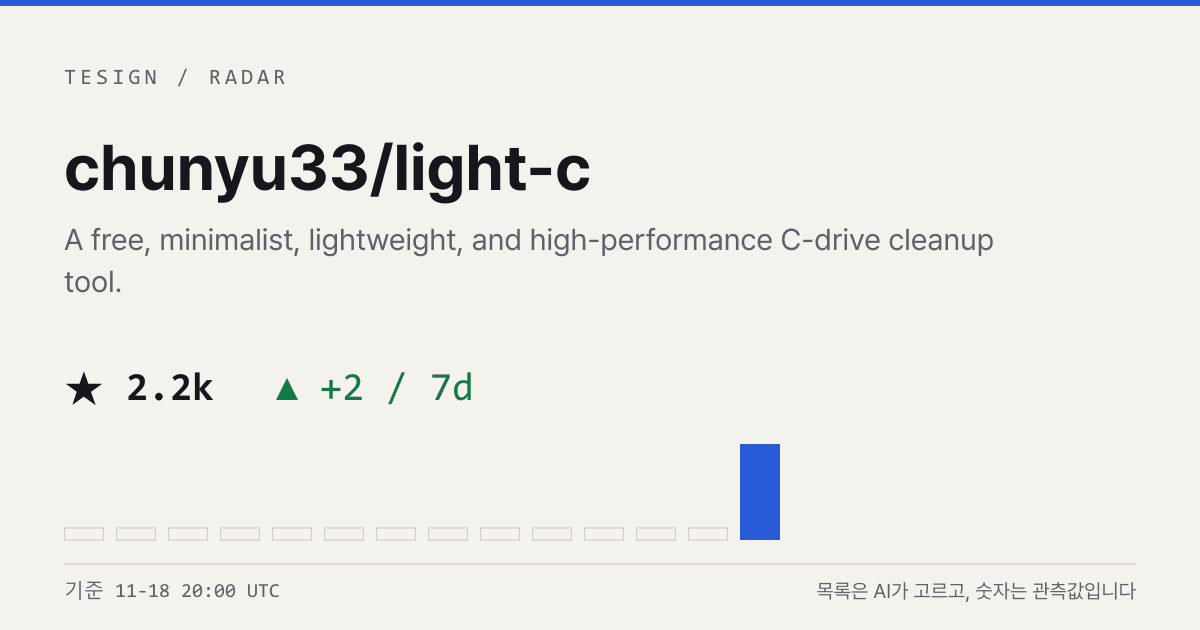 TESIGN / RADAR
chunyu33/light-c
A free, minimalist, lightweight, and high-performance C-drive cleanup
tool.
★ 2.2k ▲ +2 / 7d
기준 11-18 20:00 UTC
목록은 AI가 고르고, 숫자는 관측값입니다